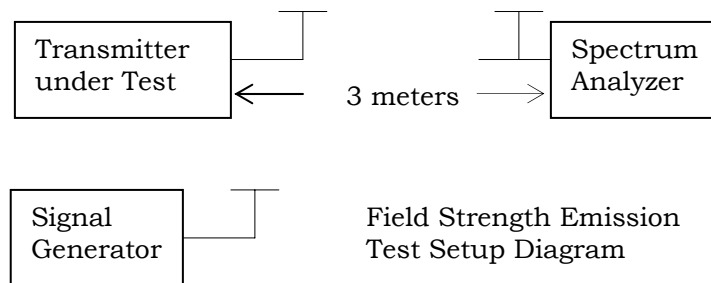 Transmitter
under Test
3 meters
Spectrum
Analyzer
Signal
Generator
Field Strength Emission
Test Setup Diagram